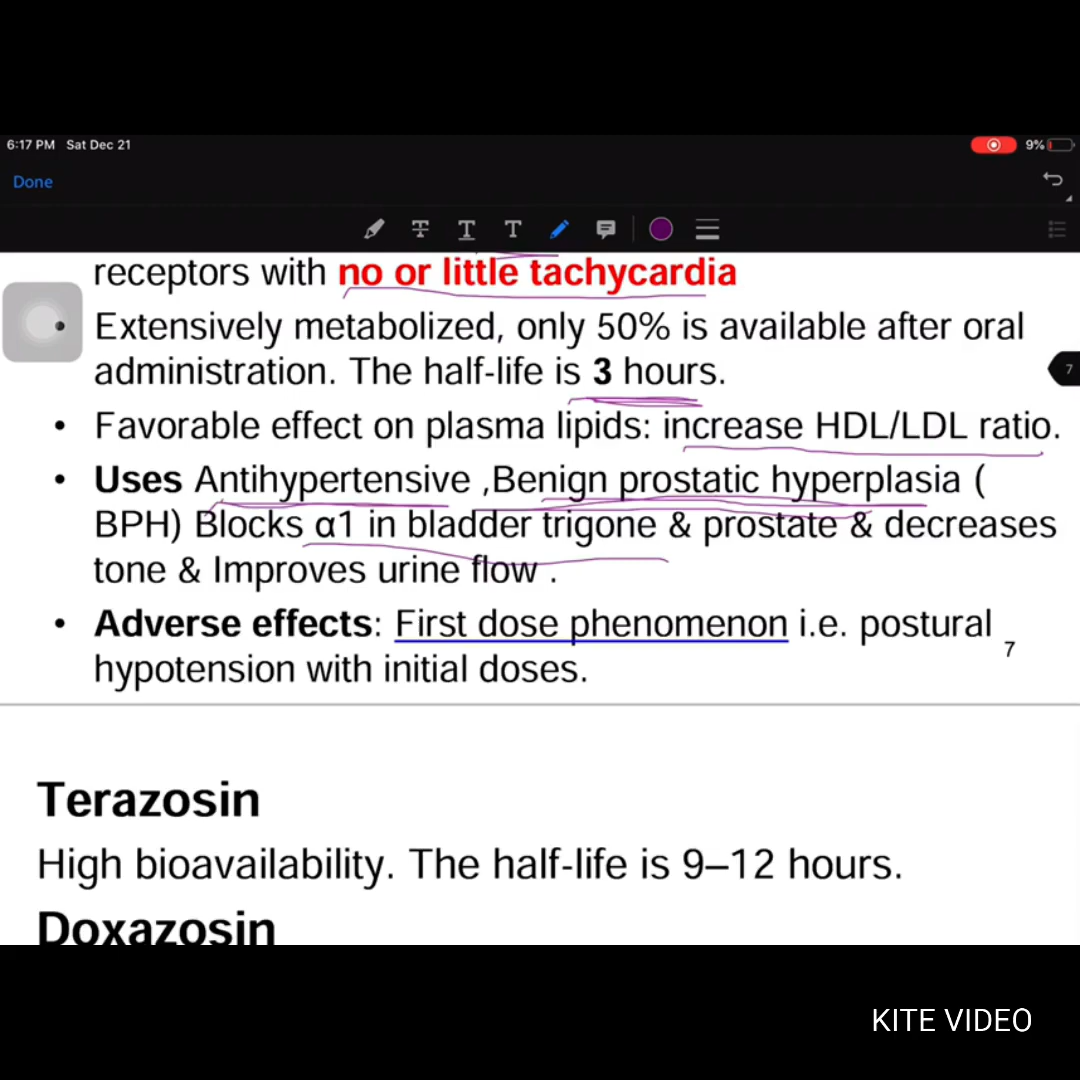 6:17 PM Sat Dec 21
9%
Done
receptors with no or little tachycardia
Extensively metabolized, only 50% is available after oral
administration. The half-life is 3 hours.
7
• Favorable effect on plasma lipids: increase HDL/LDL ratio.
• Uses Antihypertensive ,Benign prostatic hyperplasia (
BPH) Blocks α1 in bladder trigone & prostate & decreases
tone & Improves urine flow .
• Adverse effects: First dose phenomenon i.e. postural
hypotension with initial doses.
7
Terazosin
High bioavailability. The half-life is 9–12 hours.
Doxazosin
KITE VIDEO